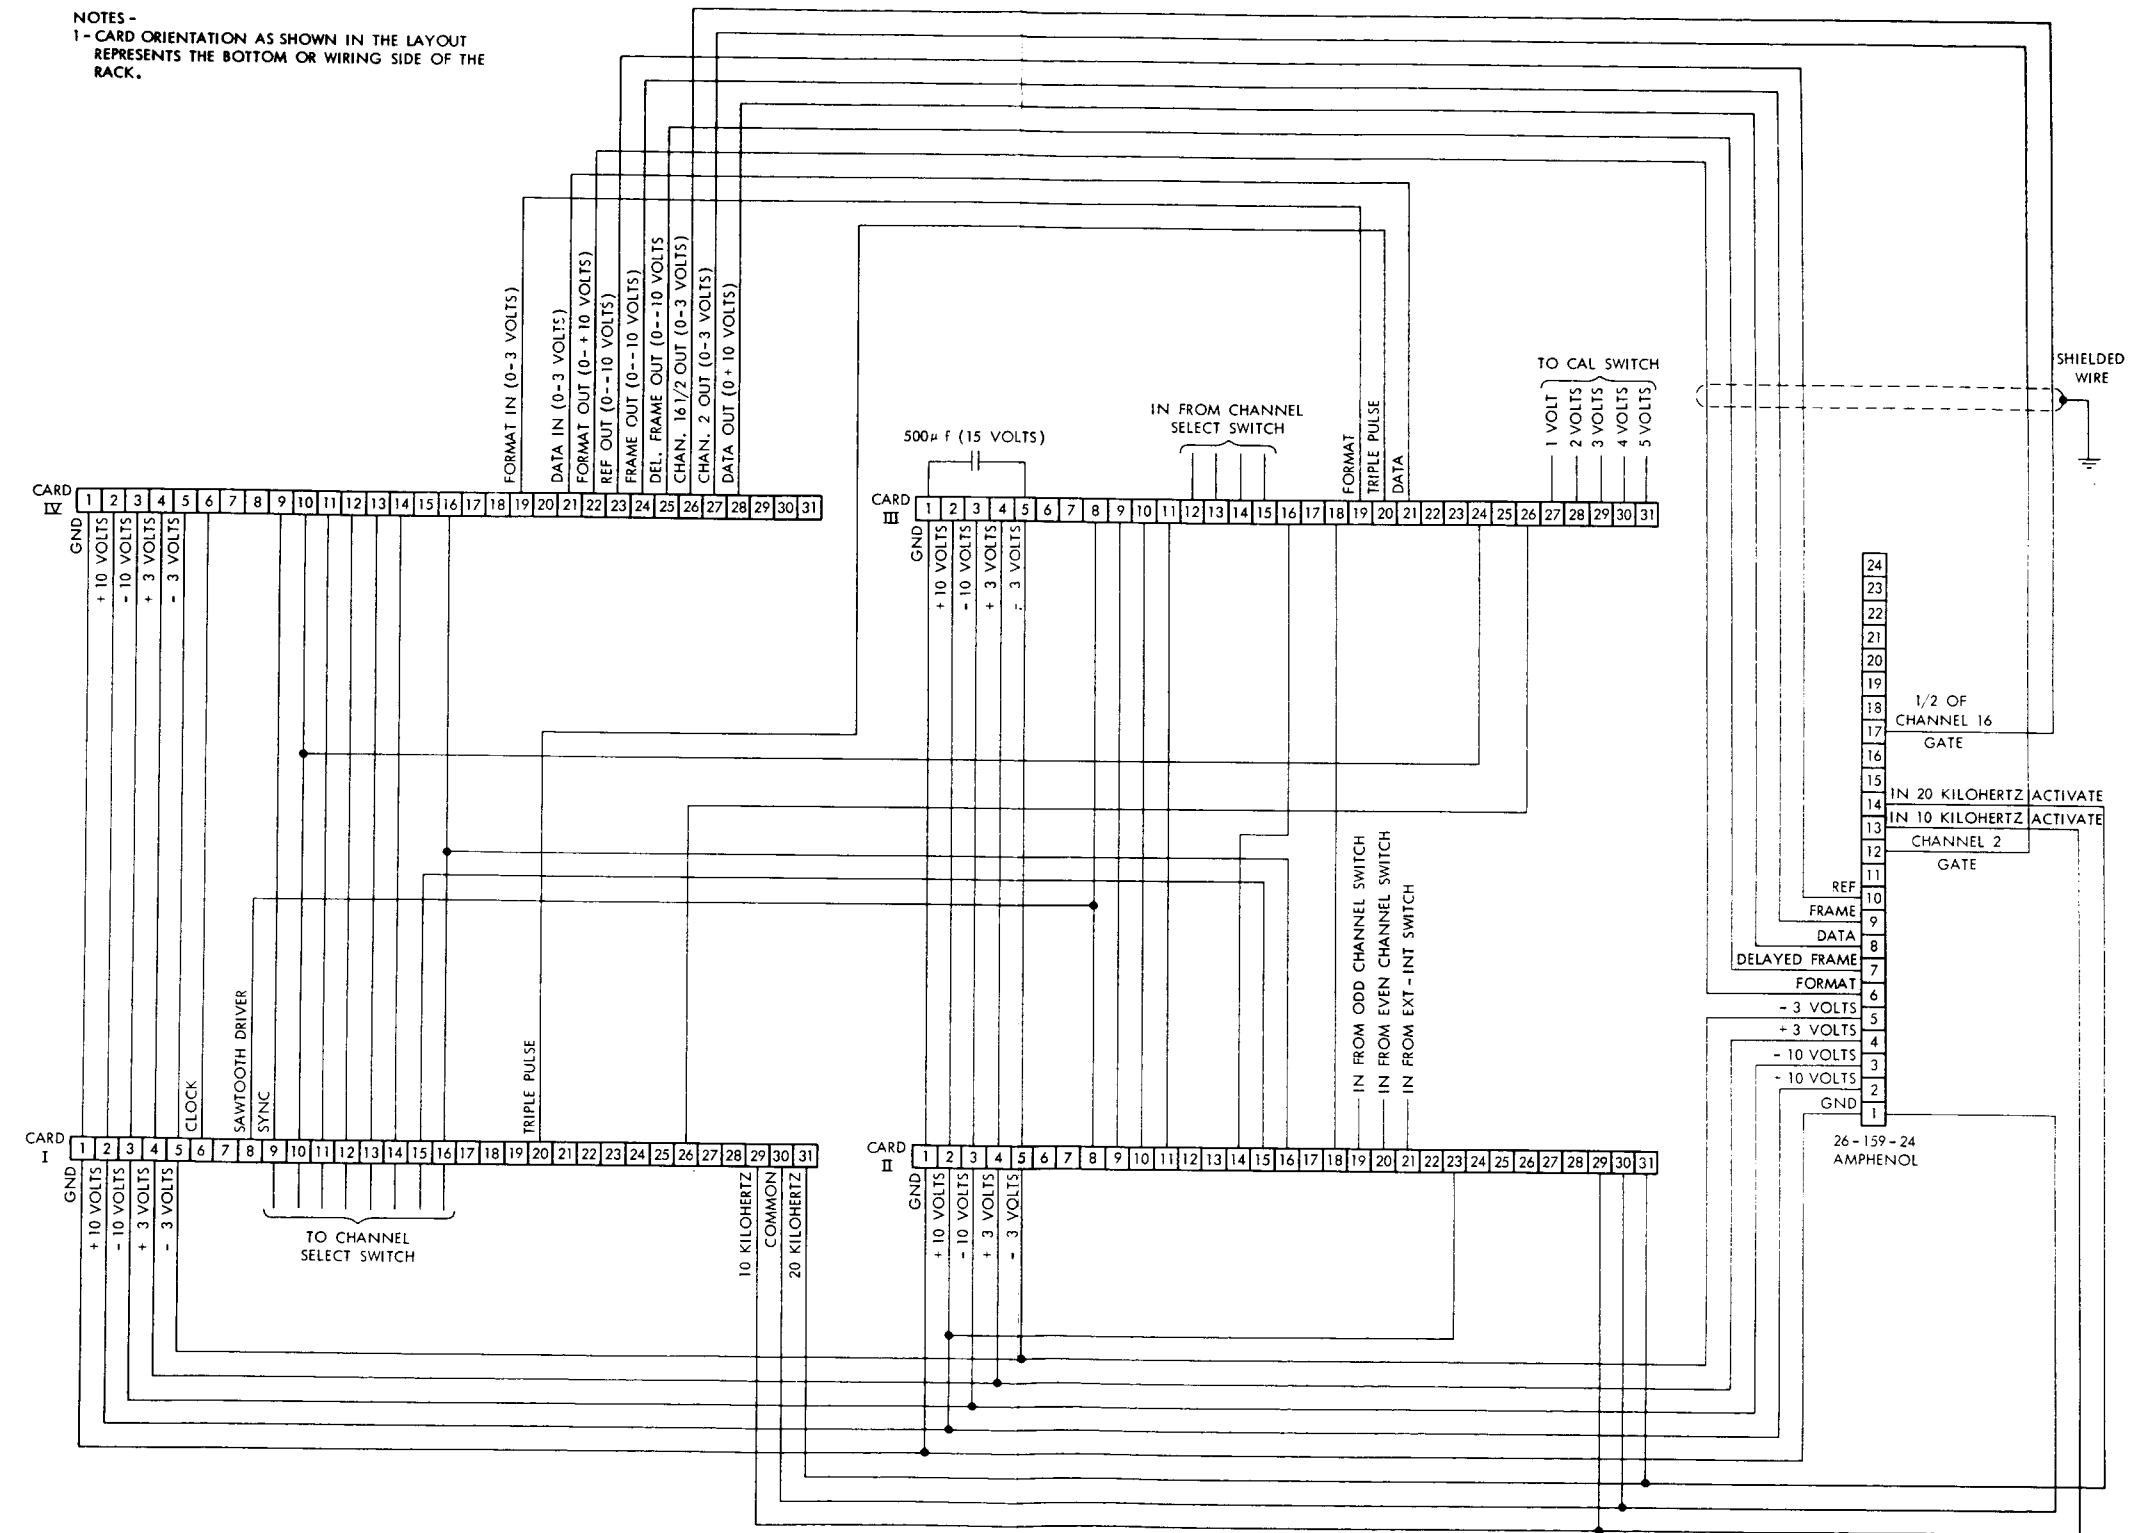 NOTES -
1 - CARD ORIENTATION AS SHOWN IN THE LAYOUT
REPRESENTS THE BOTTOM OR WIRING SIDE OF THE
RACK.
FORMAT IN (0-3 VOLTS)
DATA IN (0-3 VOLTS)
FORMAT OUT (0-+10 VOLTS)
REF OUT (0--10 VOLTS)
FRAME OUT (0--10 VOLTS)
DEL. FRAME OUT (0--10 VOLTS
CHAN. 16 1/2 OUT (0-3 VOLTS)
CHAN. 2 OUT (0-3 VOLTS)
DATA OUT (0+10 VOLTS)
CARD
IV
1 2 3 4 5 6 7 8 9 10 11 12 13 14 15 16 17 18 19 20 21 22 23 24 25 26 27 28 29 30 31
GND
+ 10 VOLTS
- 10 VOLTS
+ 3 VOLTS
- 3 VOLTS
500µ f (15 VOLTS)
IN FROM CHANNEL
SELECT SWITCH
FORMAT
TRIPLE PULSE
DATA
TO CAL SWITCH
1 VOLT
2 VOLTS
3 VOLTS
4 VOLTS
5 VOLTS
SHIELDED
WIRE
CARD
III
1 2 3 4 5 6 7 8 9 10 11 12 13 14 15 16 17 18 19 20 21 22 23 24 25 26 27 28 29 30 31
GND
+ 10 VOLTS
- 10 VOLTS
+ 3 VOLTS
- 3 VOLTS
24
23
22
21
20
19
18
17
16
15
14
13
12
11
10
9
8
7
6
5
4
3
2
1
1/2 OF
CHANNEL 16
GATE
IN 20 KILOHERTZ ACTIVATE
IN 10 KILOHERTZ ACTIVATE
CHANNEL 2
GATE
REF
FRAME
DATA
DELAYED FRAME
FORMAT
- 3 VOLTS
+ 3 VOLTS
- 10 VOLTS
- 10 VOLTS
GND
26-159-24
AMPHENOL
CLOCK
SAWTOOTH DRIVER
SYNC
TRIPLE PULSE
CARD
I
1 2 3 4 5 6 7 8 9 10 11 12 13 14 15 16 17 18 19 20 21 22 23 24 25 26 27 28 29 30 31
GND
+ 10 VOLTS
- 10 VOLTS
+ 3 VOLTS
- 3 VOLTS
TO CHANNEL
SELECT SWITCH
10 KILOHERTZ
COMMON
20 KILOHERTZ
IN FROM ODD CHANNEL SWITCH
IN FROM EVEN CHANNEL SWITCH
IN FROM EXT-INT SWITCH
CARD
II
1 2 3 4 5 6 7 8 9 10 11 12 13 14 15 16 17 18 19 20 21 22 23 24 25 26 27 28 29 30 31
GND
+ 10 VOLTS
- 10 VOLTS
+ 3 VOLTS
- 3 VOLTS